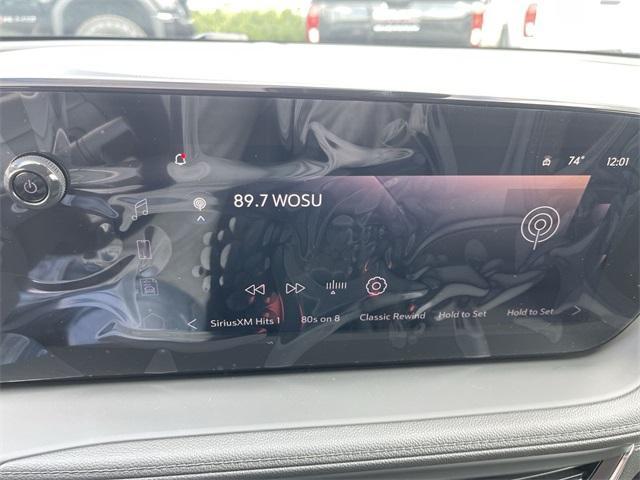 74° 12:01
89.7 WOSU
SiriusXM Hits 1 80s on 8 Classic Rewind Hold to Set Hold to Set